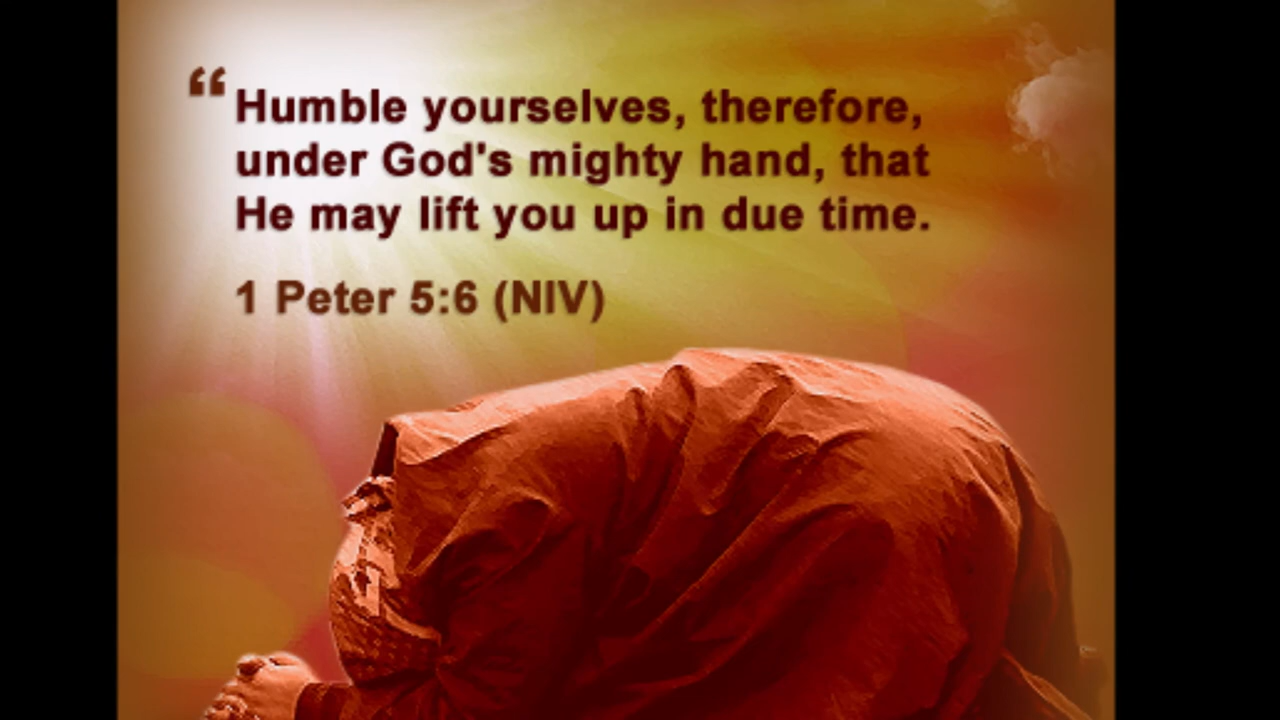 “Humble yourselves, therefore,
under God's mighty hand, that
He may lift you up in due time.
1 Peter 5:6 (NIV)